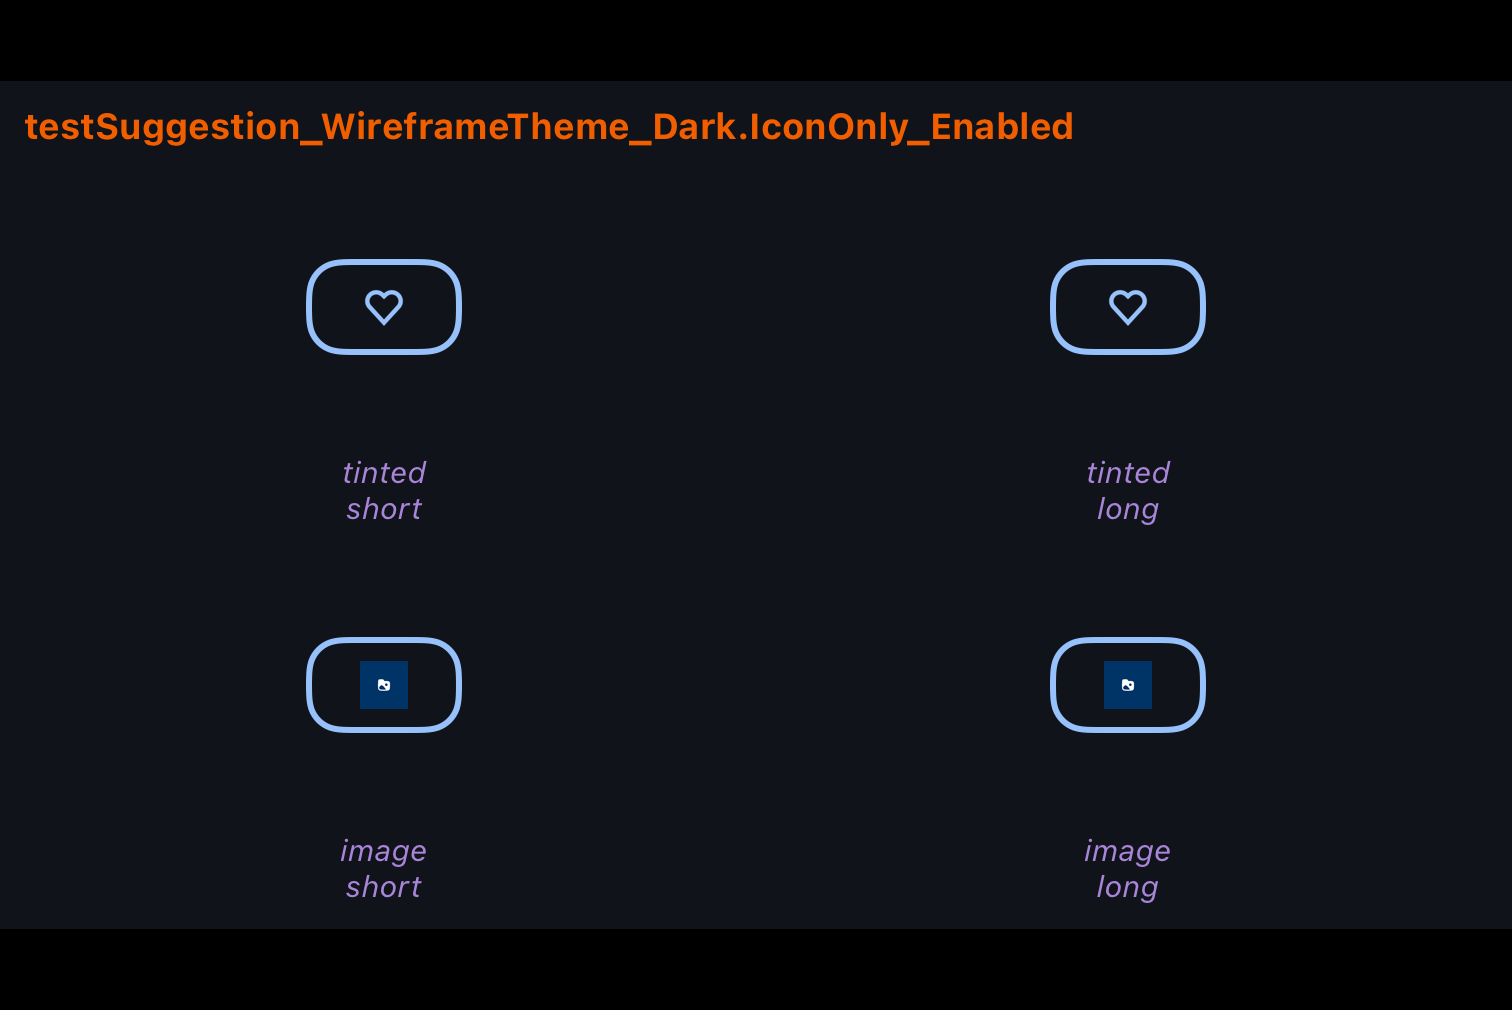 testSuggestion_WireframeTheme_Dark.IconOnly_Enabled
tinted
short
tinted
long
image
short
image
long